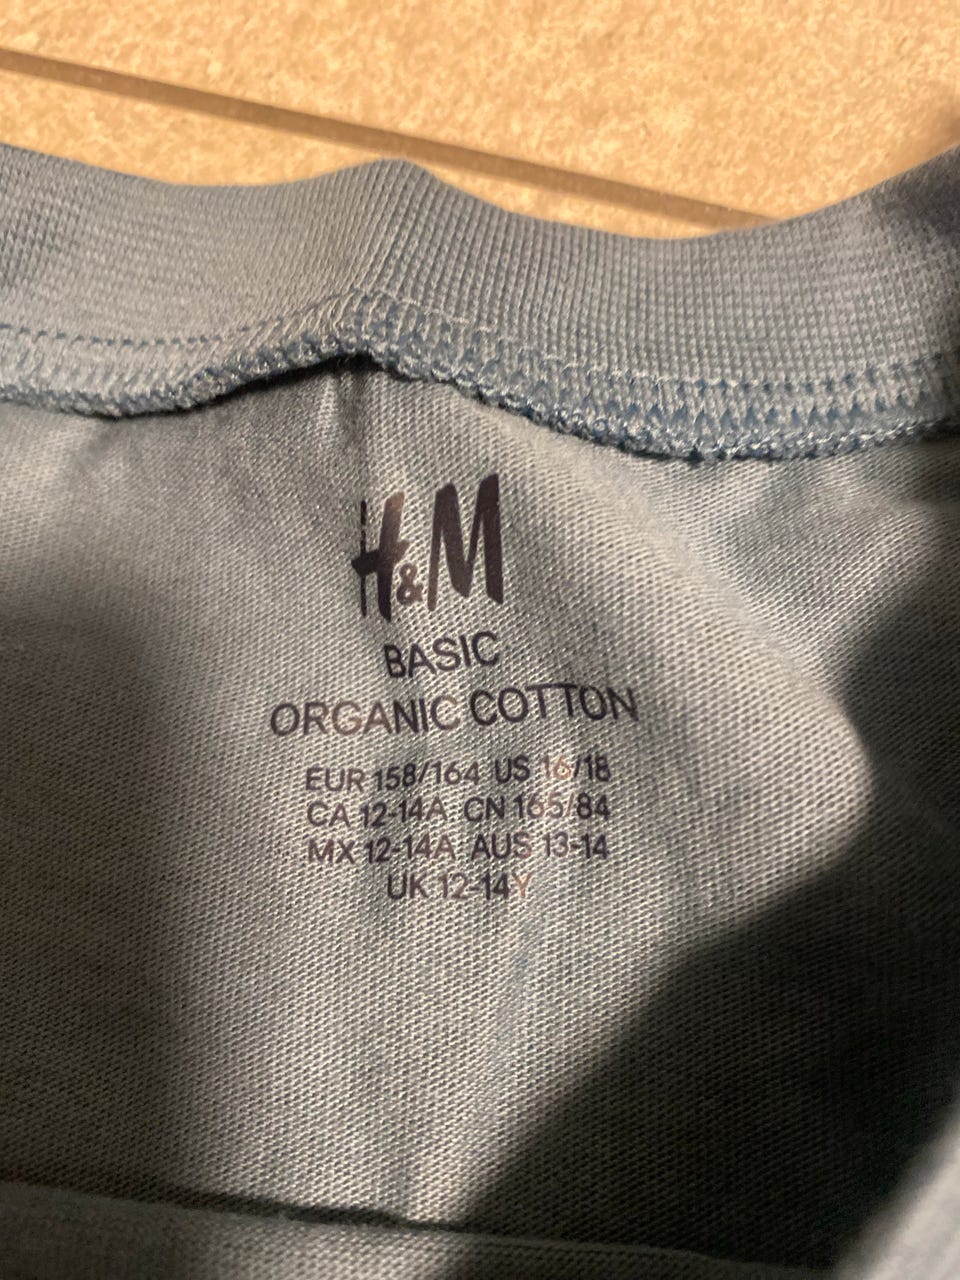 H&M
BASIC
ORGANIC COTTON
EUR 158/164 US 16/18
CA 12-14A CN 165/84
MX 12-14A AUS 13-14
UK 12-14Y